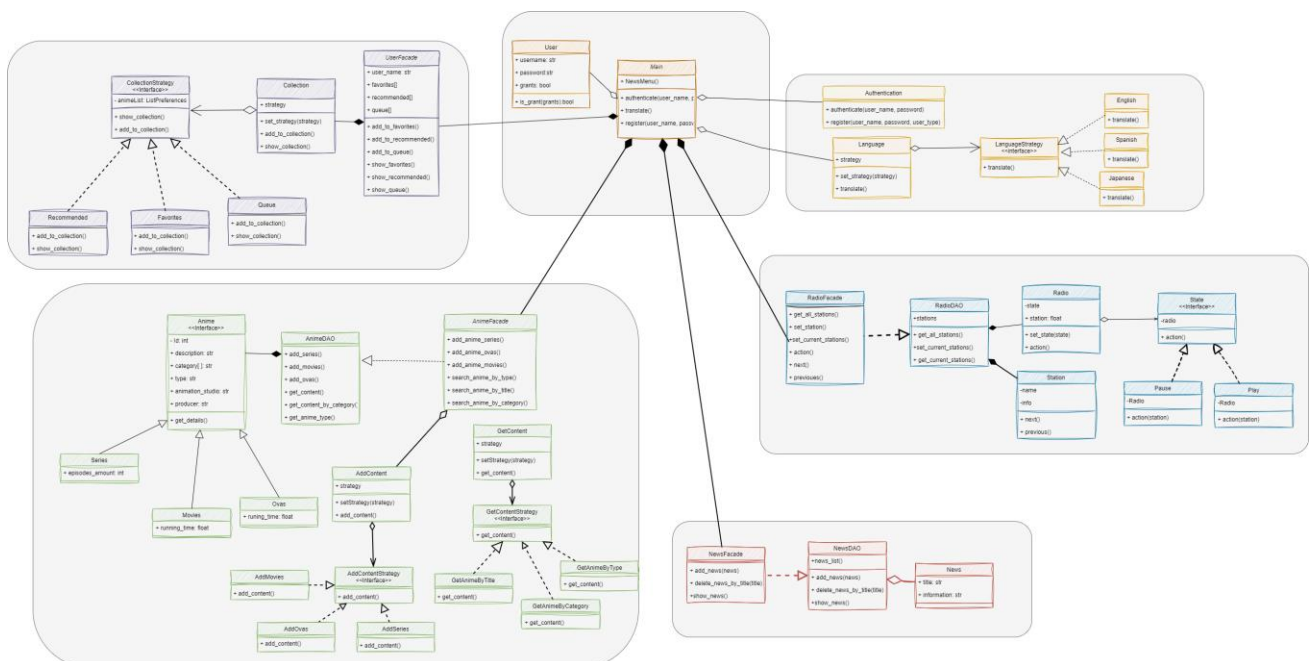 CollectionStrategy
<<Interface>>
- animeList: ListPreferences
+ show_collection()
+ add_to_collection()
Collection
+ strategy
+ set_strategy(strategy)
+ add_to_collection()
+ show_collection()
UserFacade
+ user_name: str
+ favorites[]
+ recommended[]
+ queue[]
+ add_to_favorites()
+ add_to_recommended()
+ add_to_queue()
+ show_favorites()
+ show_recommended()
+ show_queue()
Recommended
+ add_to_collection()
+ show_collection()
Favorites
+ add_to_collection()
+ show_collection()
Queue
+ add_to_collection()
+ show_collection()
User
+ username: str
+ password:str
+ grants: bool
+ is_grant(grants):bool
Main
+ NewsMenu()
+ authenticate(user_name, p
+ translate()
+ register(user_name, passw
Authentication
+ authenticate(user_name, password)
+ register(user_name, password, user_type)
Language
+ strategy
+ set_strategy(strategy)
+ translate()
LanguageStrategy
<<Interface>>
+ translate()
English
+ translate()
Spanish
+ translate()
Japanese
+ translate()
Anime
<<Interface>>
- id: int
+ description: str
+ category[ ]: str
+ type: str
+ animation_studio: str
+ producer: str
+ get_details()
AnimeDAO
+ add_series()
+ add_movies()
+ add_ovas()
+ get_content()
+ get_content_by_category()
+ get_anime_type()
AnimeFacade
+ add_anime_series()
+ add_anime_ovas()
+ add_anime_movies()
+ search_anime_by_type()
+ search_anime_by_title()
+ search_anime_by_category()
Series
+ episodes_amount: int
Movies
+ running_time: float
Ovas
+ runing_time: float
AddContent
+ strategy
+ setStrategy(strategy)
+ add_content()
GetContent
+ strategy
+ setStrategy(strategy)
+ get_content()
GetContentStrategy
<<Interface>>
+ get_content()
AddContentStrategy
<<Interface>>
+ add_content()
AddMovies
+ add_content()
AddOvas
+ add_content()
AddSeries
+ add_content()
GetAnimeByTitle
+ get_content()
GetAnimeByCategory
+ get_content()
GetAnimeByType
+ get_content()
RadioFacade
+ get_all_stations()
+ set_station()
+set_current_stations()
+ action()
+ next()
+ previsues()
RadioDAO
+stations
+ get_all_stations()
+set_current_stations()
+ get_current_stations()
Radio
-state
+ station: float
+ set_state(state)
+ action()
State
<<Interface>>
-radio
+ action()
Station
-name
-info
+ next()
+ previous()
Pause
-Radio
+ action(station)
Play
-Radio
+ action(station)
NewsFacade
+ add_news(news)
+ delete_news_by_title(title)
+show_news()
NewsDAO
+news_list()
+ add_news(news)
+ delete_news_by_title(title)
+show_news()
News
+ title: str
+ information: str